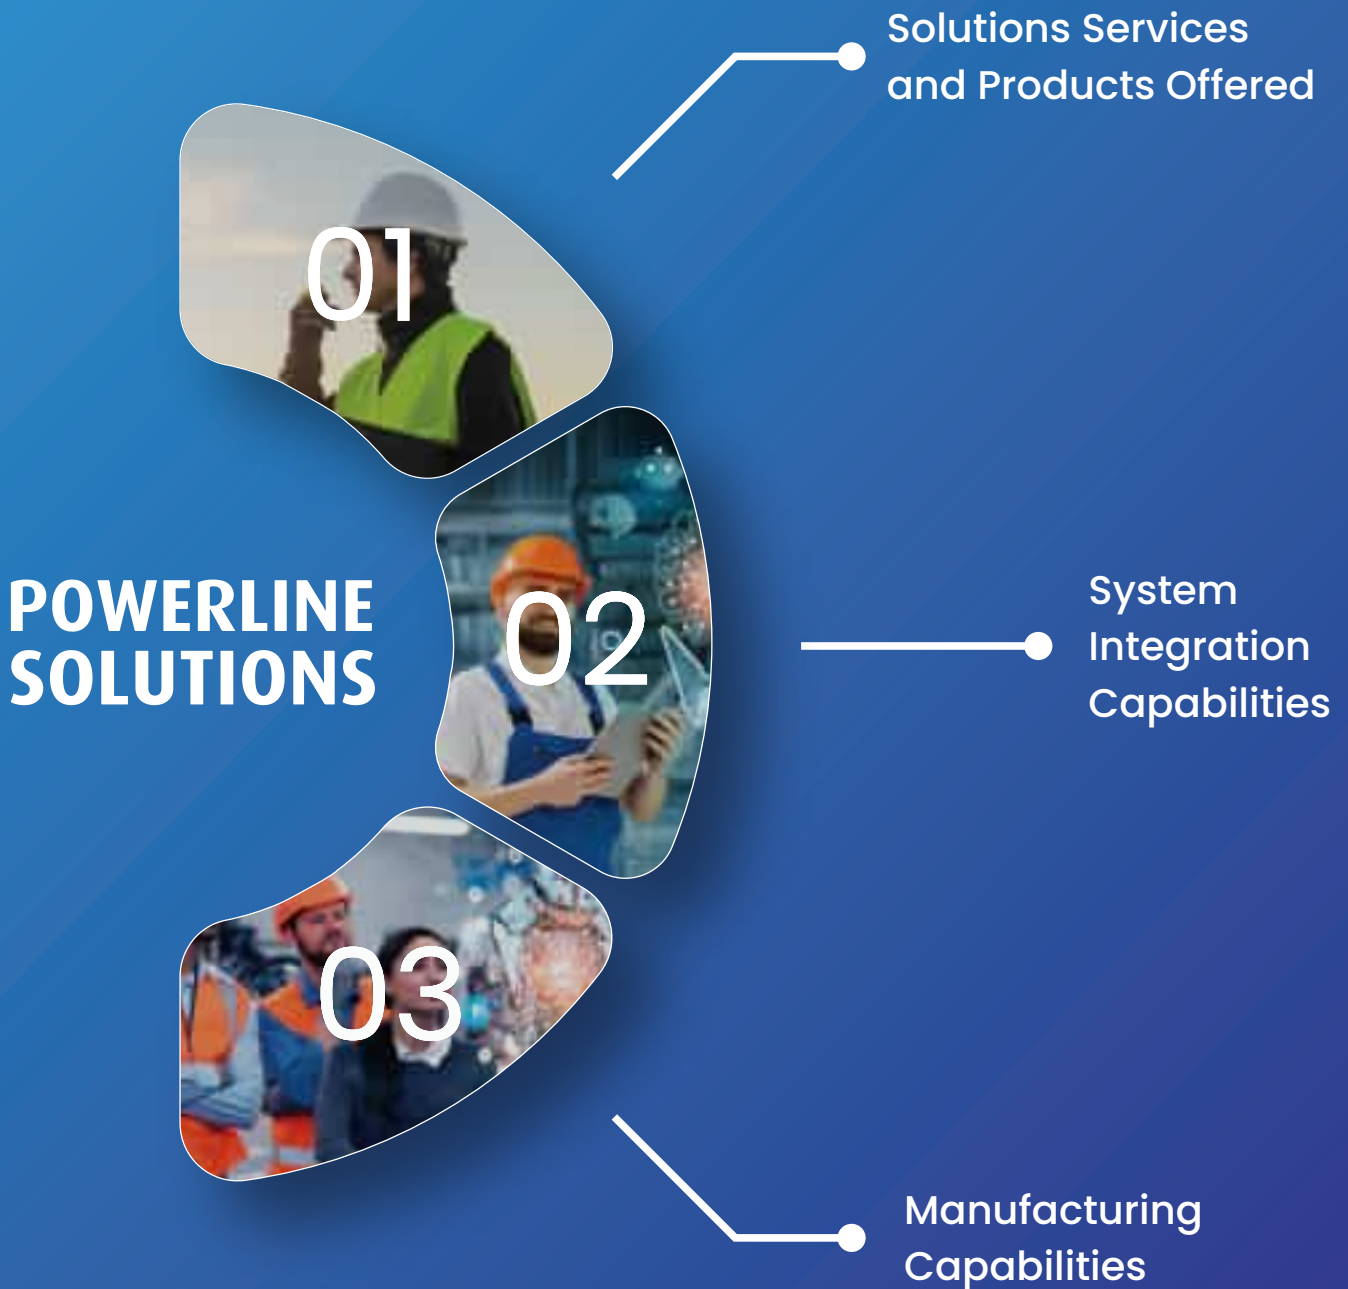 Solutions Services
and Products Offered
01
POWERLINE
SOLUTIONS
02
System
Integration
Capabilities
03
Manufacturing
Capabilities